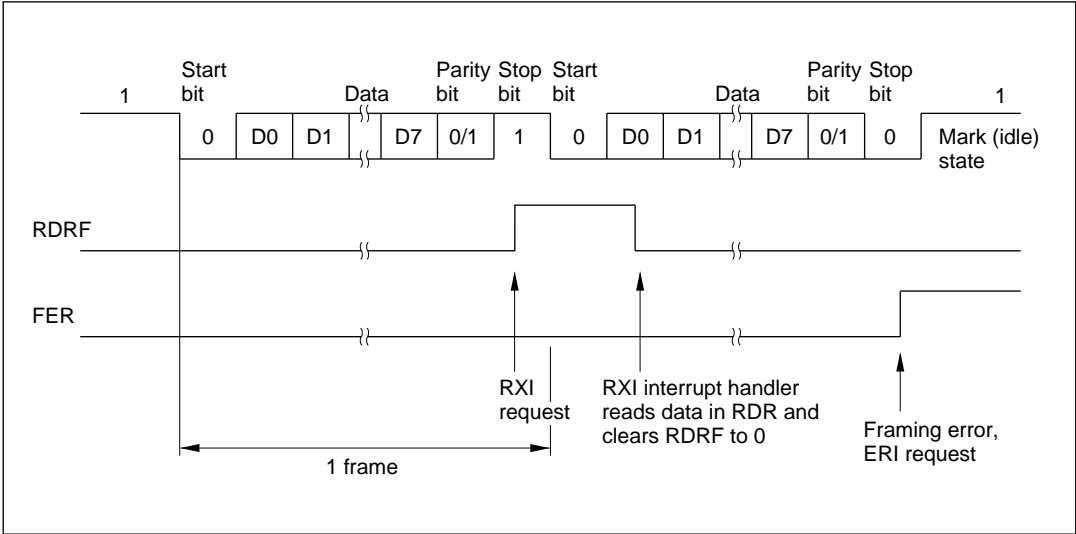 Start Parity Stop Start Parity Stop
1 bit Data bit bit bit Data bit bit 1
0 D0 D1 D7 0/1 1 0 D0 D1 D7 0/1 0 Mark (idle)
state
RDRF
FER
RXI
request
RXI interrupt handler
reads data in RDR and
clears RDRF to 0
Framing error,
ERI request
1 frame